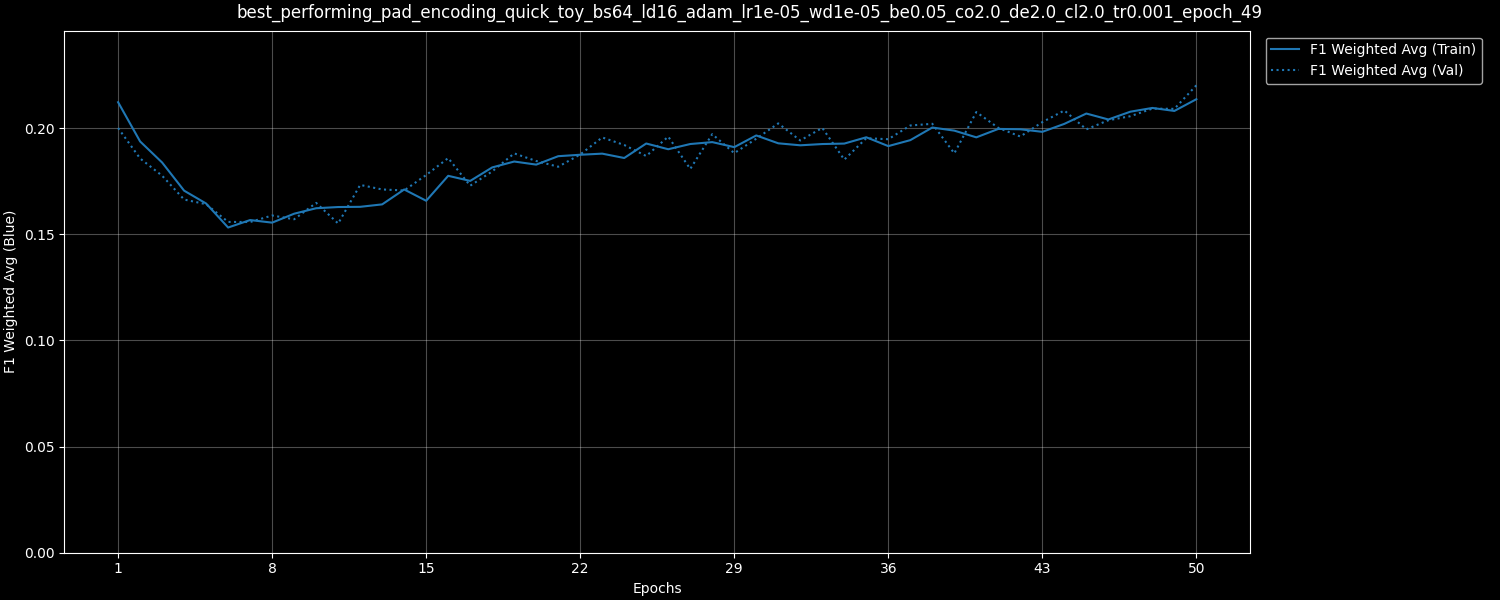 best_performing_pad_encoding_quick_toy_bs64_ld16_adam_lr1e-05_wd1e-05_be0.05_co2.0_de2.0_cl2.0_tr0.001_epoch_49
F1 Weighted Avg (Train)
F1 Weighted Avg (Val)
F1 Weighted Avg (Blue)
0.20
0.15
0.10
0.05
0.00
1 8 15 22 29 36 43 50
Epochs